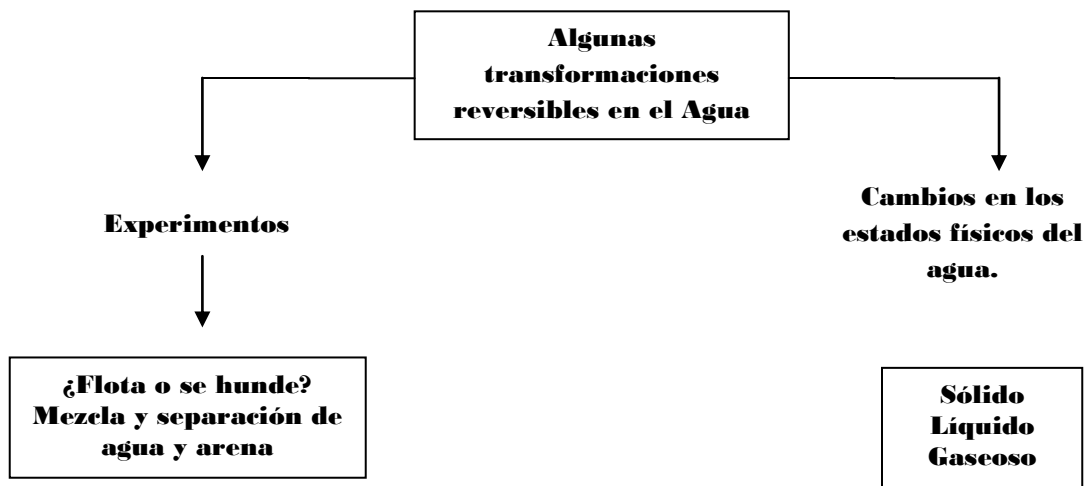 Algunas
transformaciones
reversibles en el Agua
Experimentos
Cambios en los
estados físicos del
agua.
¿Flota o se hunde?
Mezcla y separación de
agua y arena
Sólido
Líquido
Gaseoso